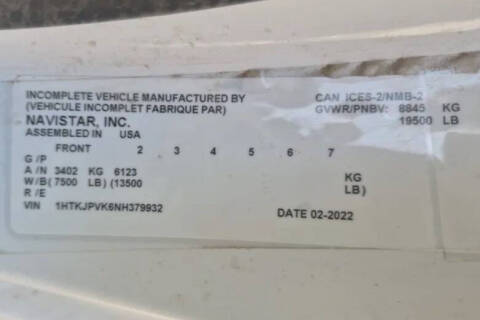 INCOMPLETE VEHICLE MANUFACTURED BY
(VEHICULE INCOMPLET FABRIQUE PAR)
NAVISTAR, INC.
ASSEMBLED IN USA
CAN ICES-2/NMB-2
GVWR/PNBV: 8845 KG
19500 LB
FRONT 2 3 4 5 6 7
G/P
A/N 3402 KG 6123 KG
W/B(7500 LB)(13500 LB)
R/E
VIN 1HTKJPVK6NH379932
DATE 02-2022